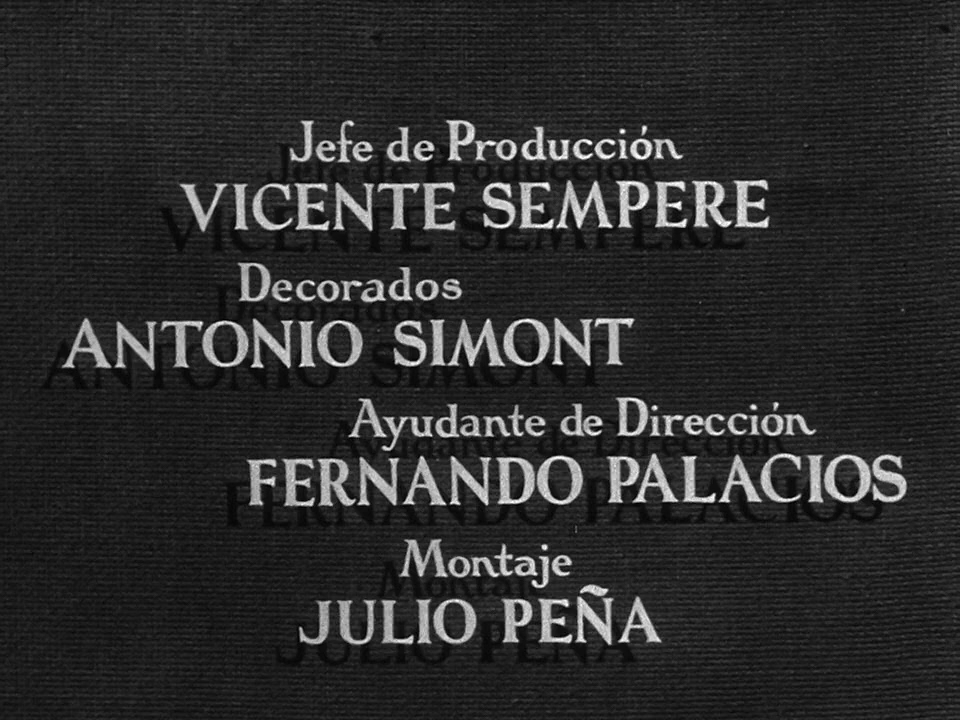 Jefe de Producción
VICENTE SEMPERE
Decorados
ANTONIO SIMONT
Ayudante de Dirección
FERNANDO PALACIOS
Montaje
JULIO PEÑA